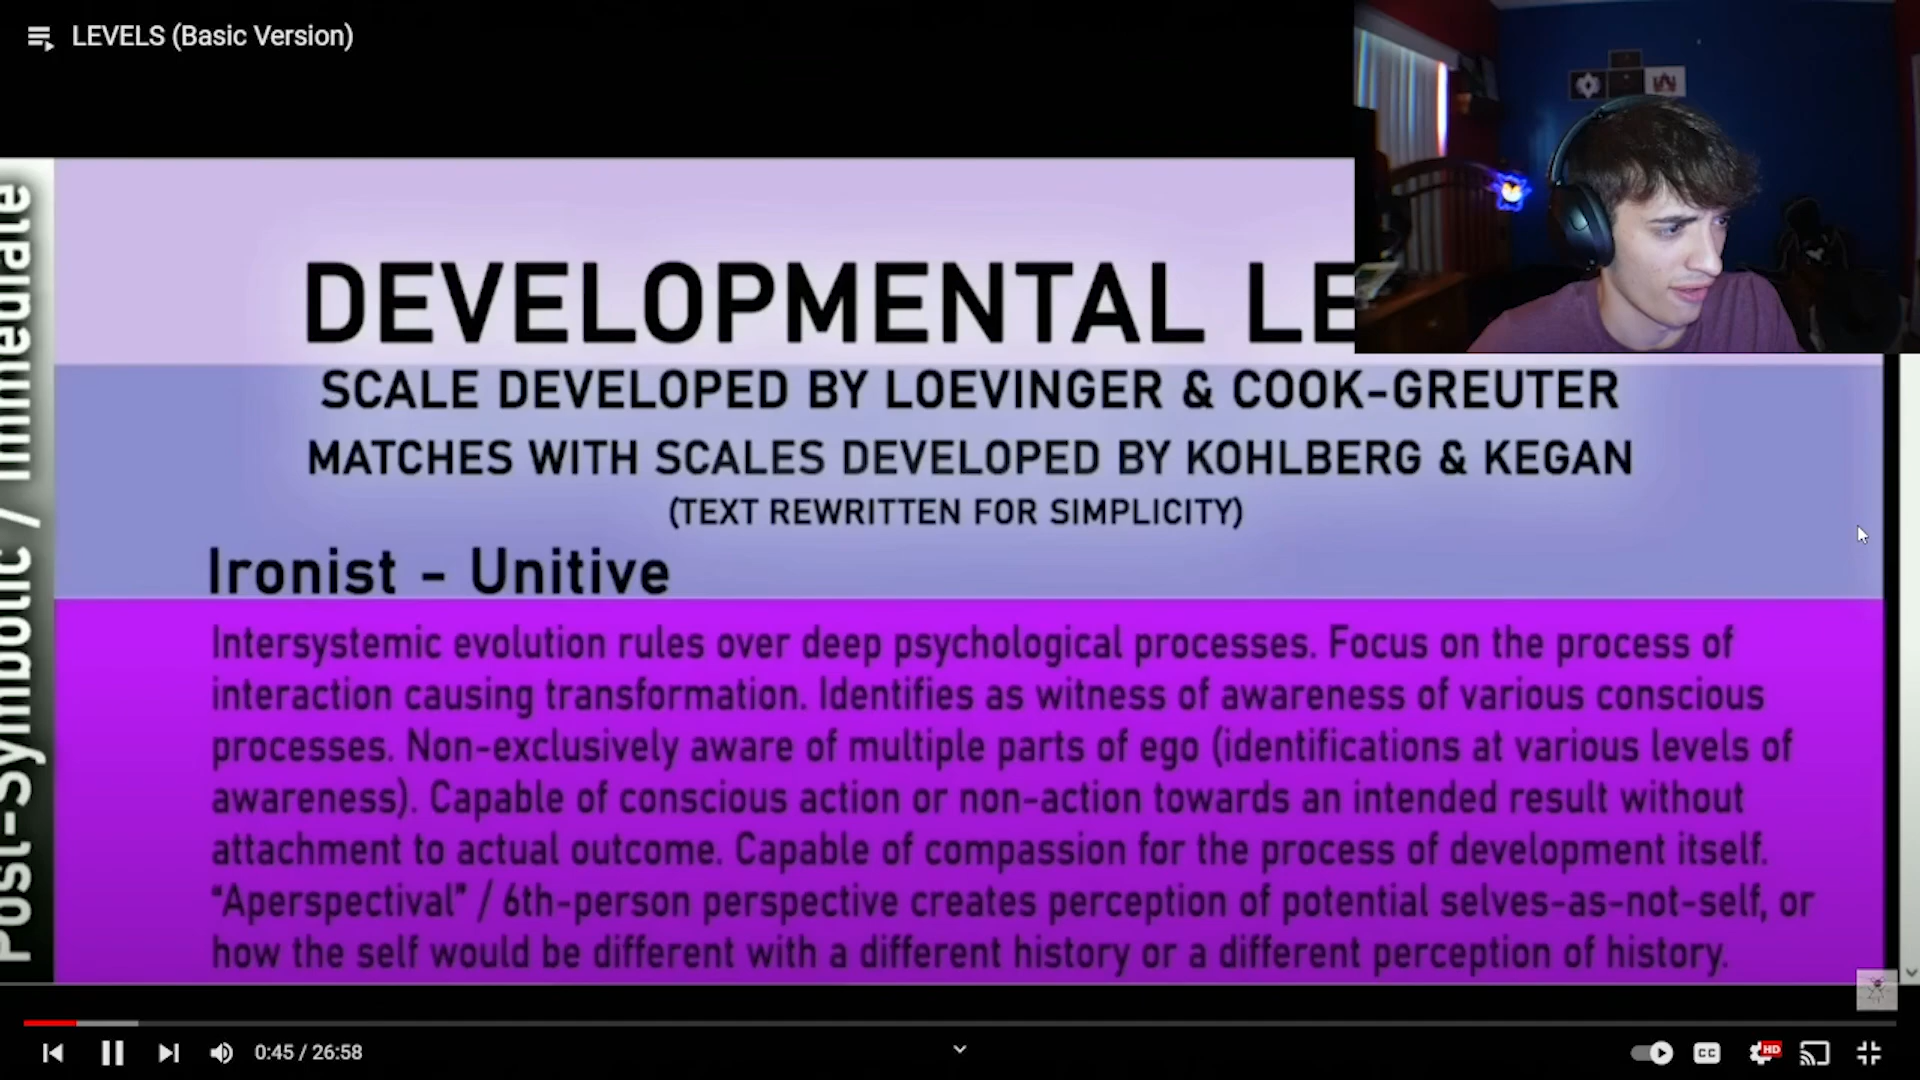 LEVELS (Basic Version)
Post-Symbolic / Immediate
DEVELOPMENTAL LE
SCALE DEVELOPED BY LOEVINGER & COOK-GREUTER
MATCHES WITH SCALES DEVELOPED BY KOHLBERG & KEGAN
(TEXT REWRITTEN FOR SIMPLICITY)
Ironist - Unitive
Intersystemic evolution rules over deep psychological processes. Focus on the process of
interaction causing transformation. Identifies as witness of awareness of various conscious
processes. Non-exclusively aware of multiple parts of ego (identifications at various levels of
awareness). Capable of conscious action or non-action towards an intended result without
attachment to actual outcome. Capable of compassion for the process of development itself.
“Aperspectival” / 6th-person perspective creates perception of potential selves-as-not-self, or
how the self would be different with a different history or a different perception of history.
0:45 / 26:58
CC
HD